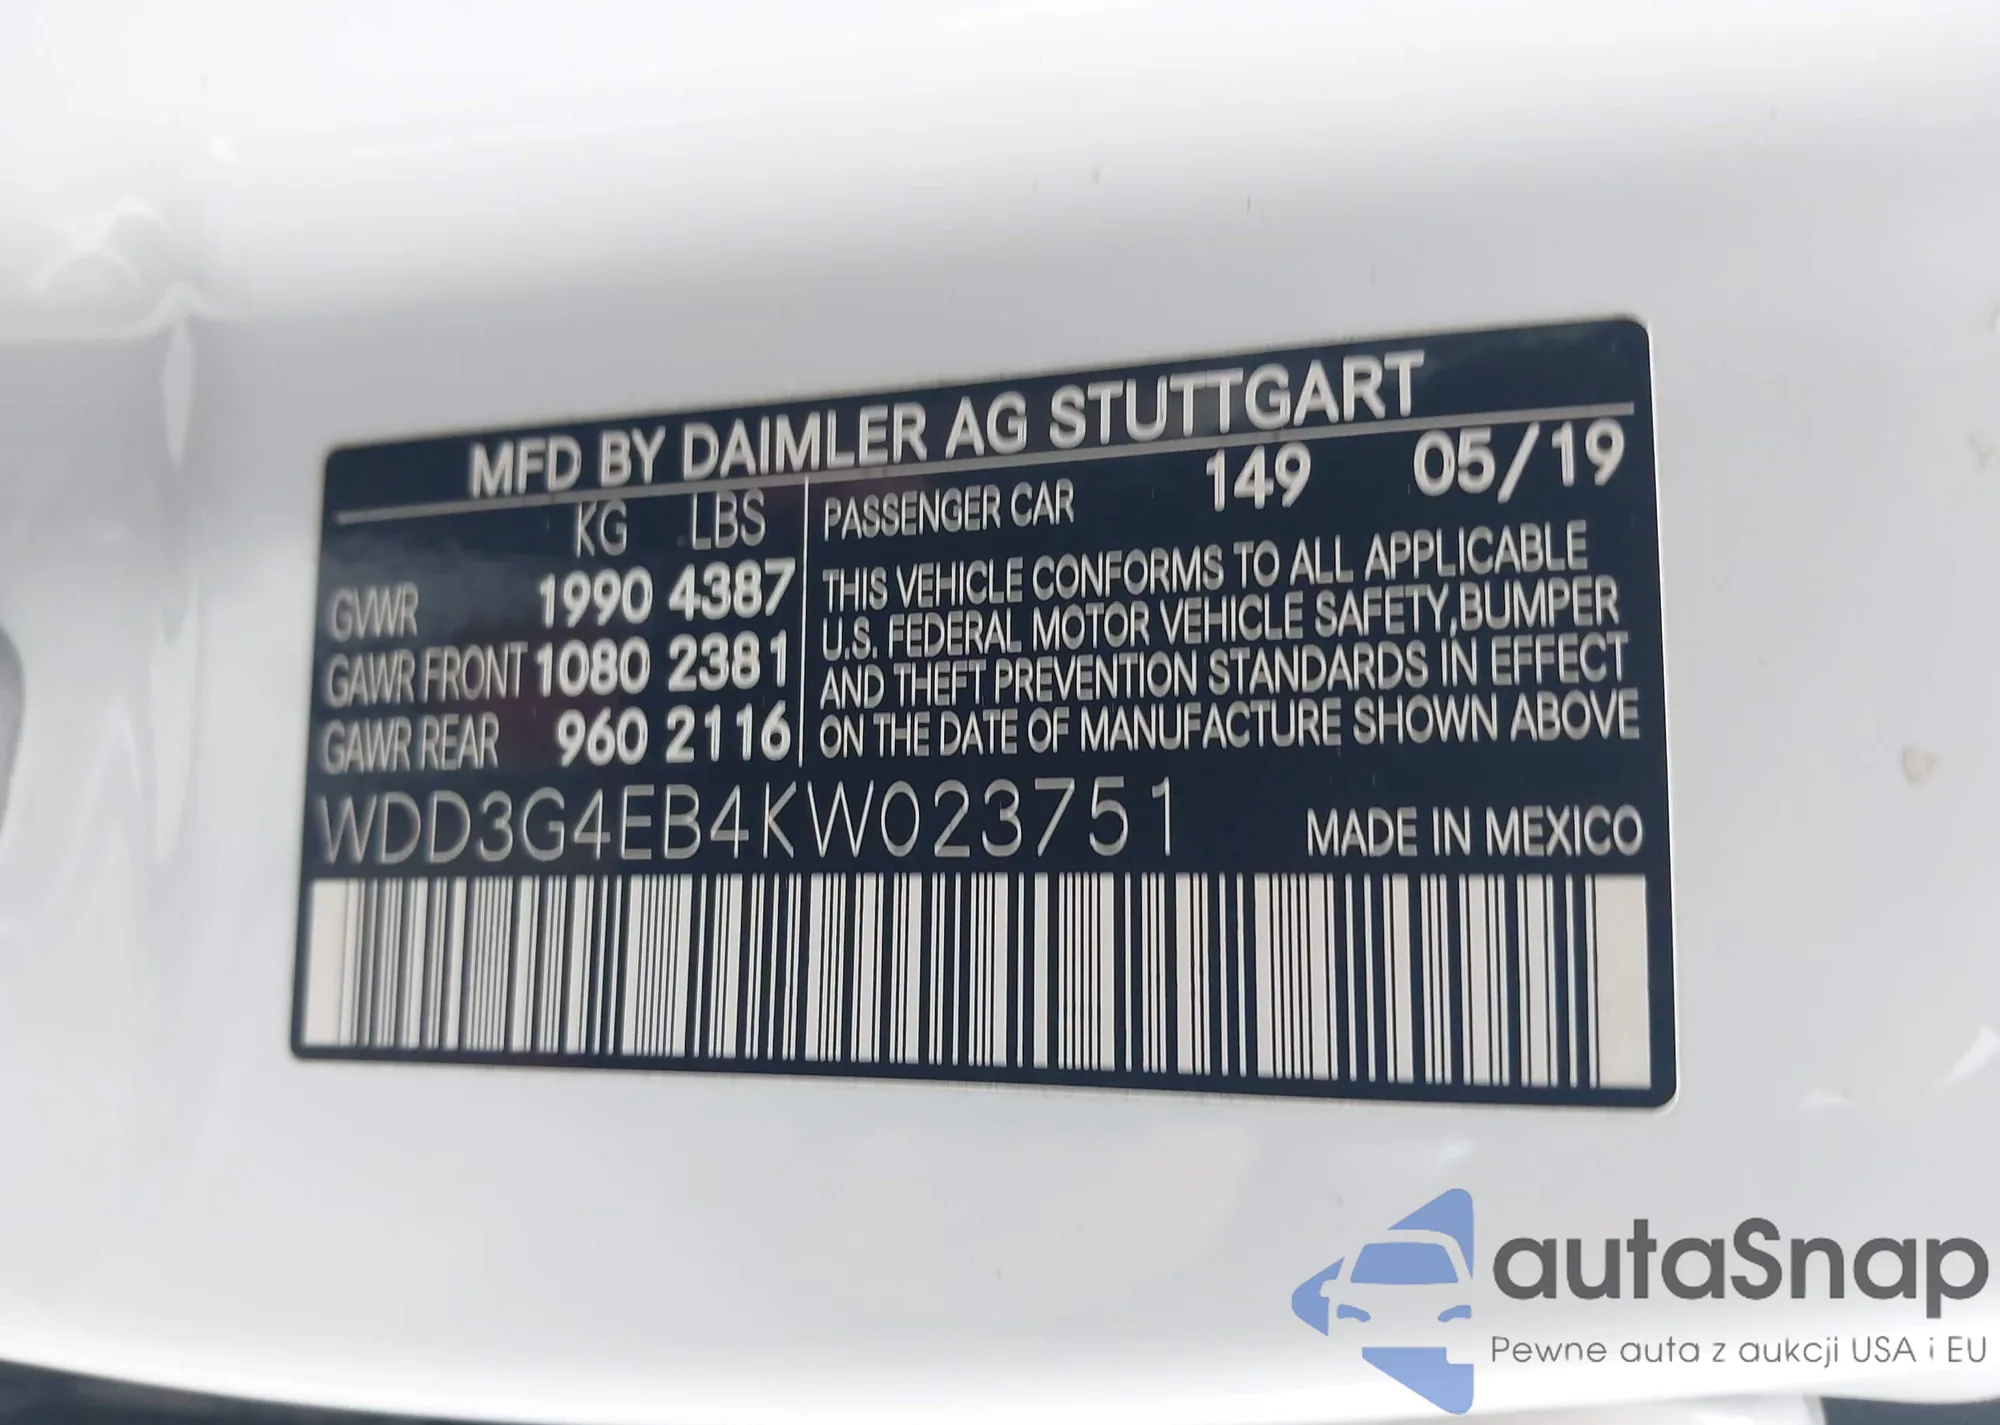 MFD BY DAIMLER AG STUTTGART
KG LBS
GVWR 1990 4387
GAWR FRONT 1080 2381
GAWR REAR 960 2116
PASSENGER CAR 149 05/19
THIS VEHICLE CONFORMS TO ALL APPLICABLE
U.S. FEDERAL MOTOR VEHICLE SAFETY,BUMPER
AND THEFT PREVENTION STANDARDS IN EFFECT
ON THE DATE OF MANUFACTURE SHOWN ABOVE
WDD3G4EB4KW023751 MADE IN MEXICO
autaSnap
Pewne auta z aukcji USA i EU